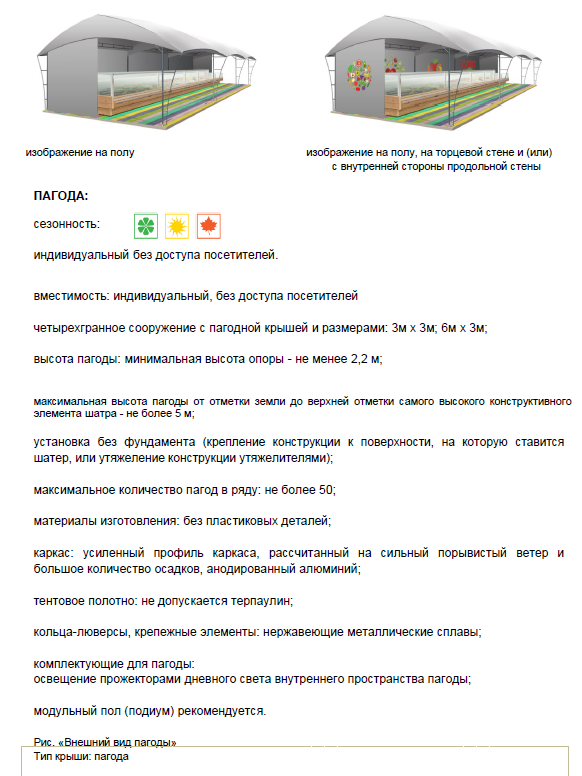 изображение на полу
изображение на полу, на торцевой стене и (или)
с внутренней стороны продольной стены
ПАГОДА:
сезонность:
индивидуальный без доступа посетителей.
вместимость: индивидуальный, без доступа посетителей
четырехгранное сооружение с пагодной крышей и размерами: 3м х 3м; 6м х 3м;
высота пагоды: минимальная высота опоры - не менее 2,2 м;
максимальная высота пагоды от отметки земли до верхней отметки самого высокого конструктивного
элемента шатра - не более 5 м;
установка без фундамента (крепление конструкции к поверхности, на которую ставится
шатер, или утяжеление конструкции утяжелителями);
максимальное количество пагод в ряду: не более 50;
материалы изготовления: без пластиковых деталей;
каркас: усиленный профиль каркаса, рассчитанный на сильный порывистый ветер и
большое количество осадков, анодированный алюминий;
тентовое полотно: не допускается терпаулин;
кольца-люверсы, крепежные элементы: нержавеющие металлические сплавы;
комплектующие для пагоды:
освещение прожекторами дневного света внутреннего пространства пагоды;
модульный пол (подиум) рекомендуется.
Рис. «Внешний вид пагоды»
Тип крыши: пагода